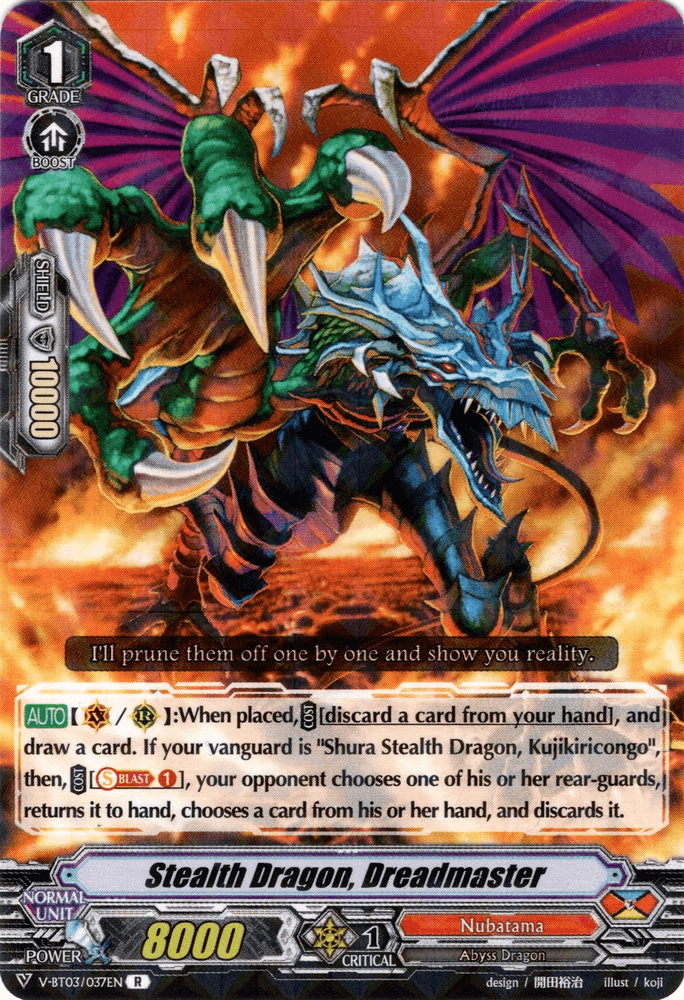 1
GRADE
BOOST
SHIELD
10000
I'll prune them off one by one and show you reality.
AUTO【 V / R 】:When placed, COST [discard a card from your hand], and
draw a card. If your vanguard is "Shura Stealth Dragon, Kujikiricongo",
then, COST [S BLAST 1], your opponent chooses one of his or her rear-guards,
returns it to hand, chooses a card from his or her hand, and discards it.
Stealth Dragon, Dreadmaster
NORMAL
UNIT
POWER 8000
1
CRITICAL
Nubatama
Abyss Dragon
V-BT03/037EN R
design / 開田裕治 illust / koji